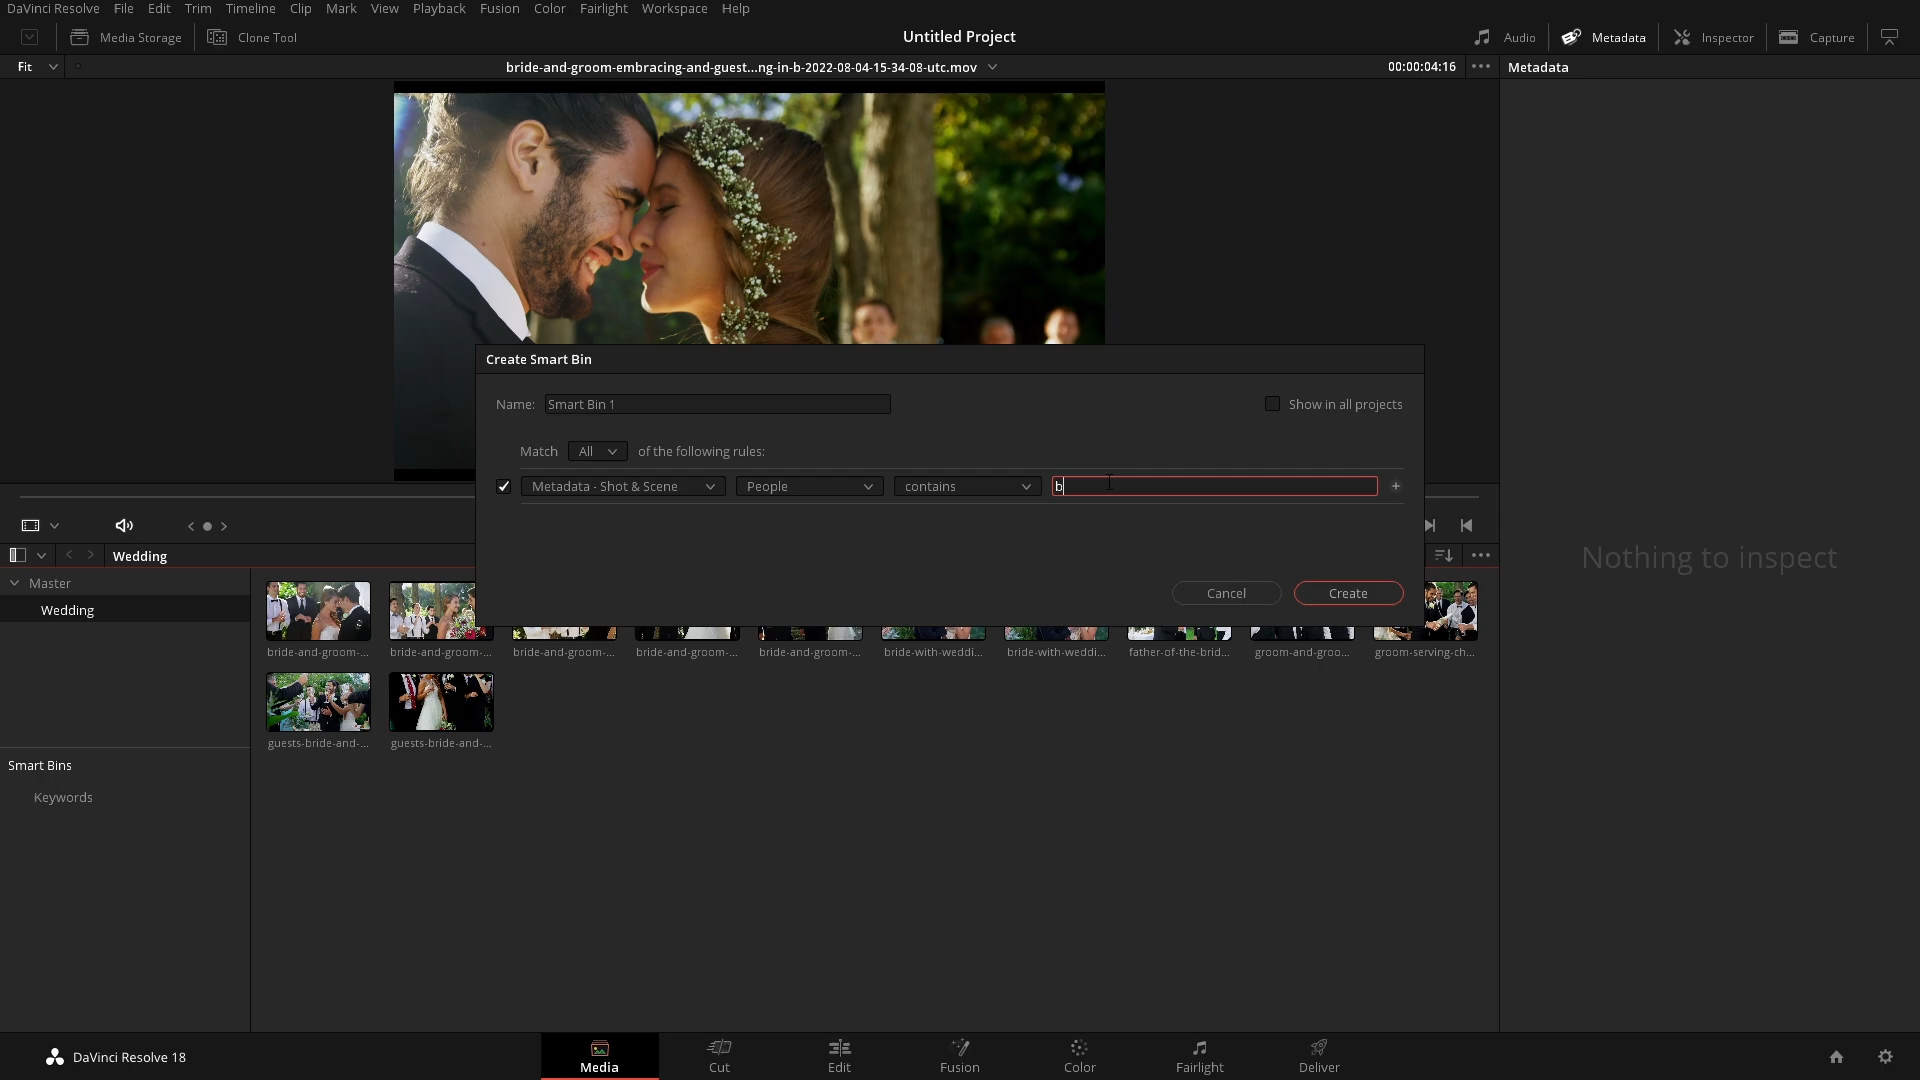 DaVinci Resolve File Edit Trim Timeline Clip Mark View Playback Fusion Color Fairlight Workspace Help
Media Storage Clone Tool Untitled Project Audio Metadata Inspector Capture
Fit bride-and-groom-embracing-and-guest...ng-in-b-2022-08-04-15-34-08-utc.mov 00:00:04:16 Metadata
Create Smart Bin
Name: Smart Bin 1 Show in all projects
Match All of the following rules:
Metadata - Shot & Scene People contains b
Wedding
Nothing to inspect
Master
Wedding
Cancel Create
bride-and-groom-... bride-and-groom-... bride-and-groom-... bride-and-groom-... bride-and-groom-... bride-with-weddi... bride-with-weddi... father-of-the-brid... groom-and-groo... groom-serving-ch...
guests-bride-and-... guests-bride-and-...
Smart Bins
Keywords
DaVinci Resolve 18
Media Cut Edit Fusion Color Fairlight Deliver